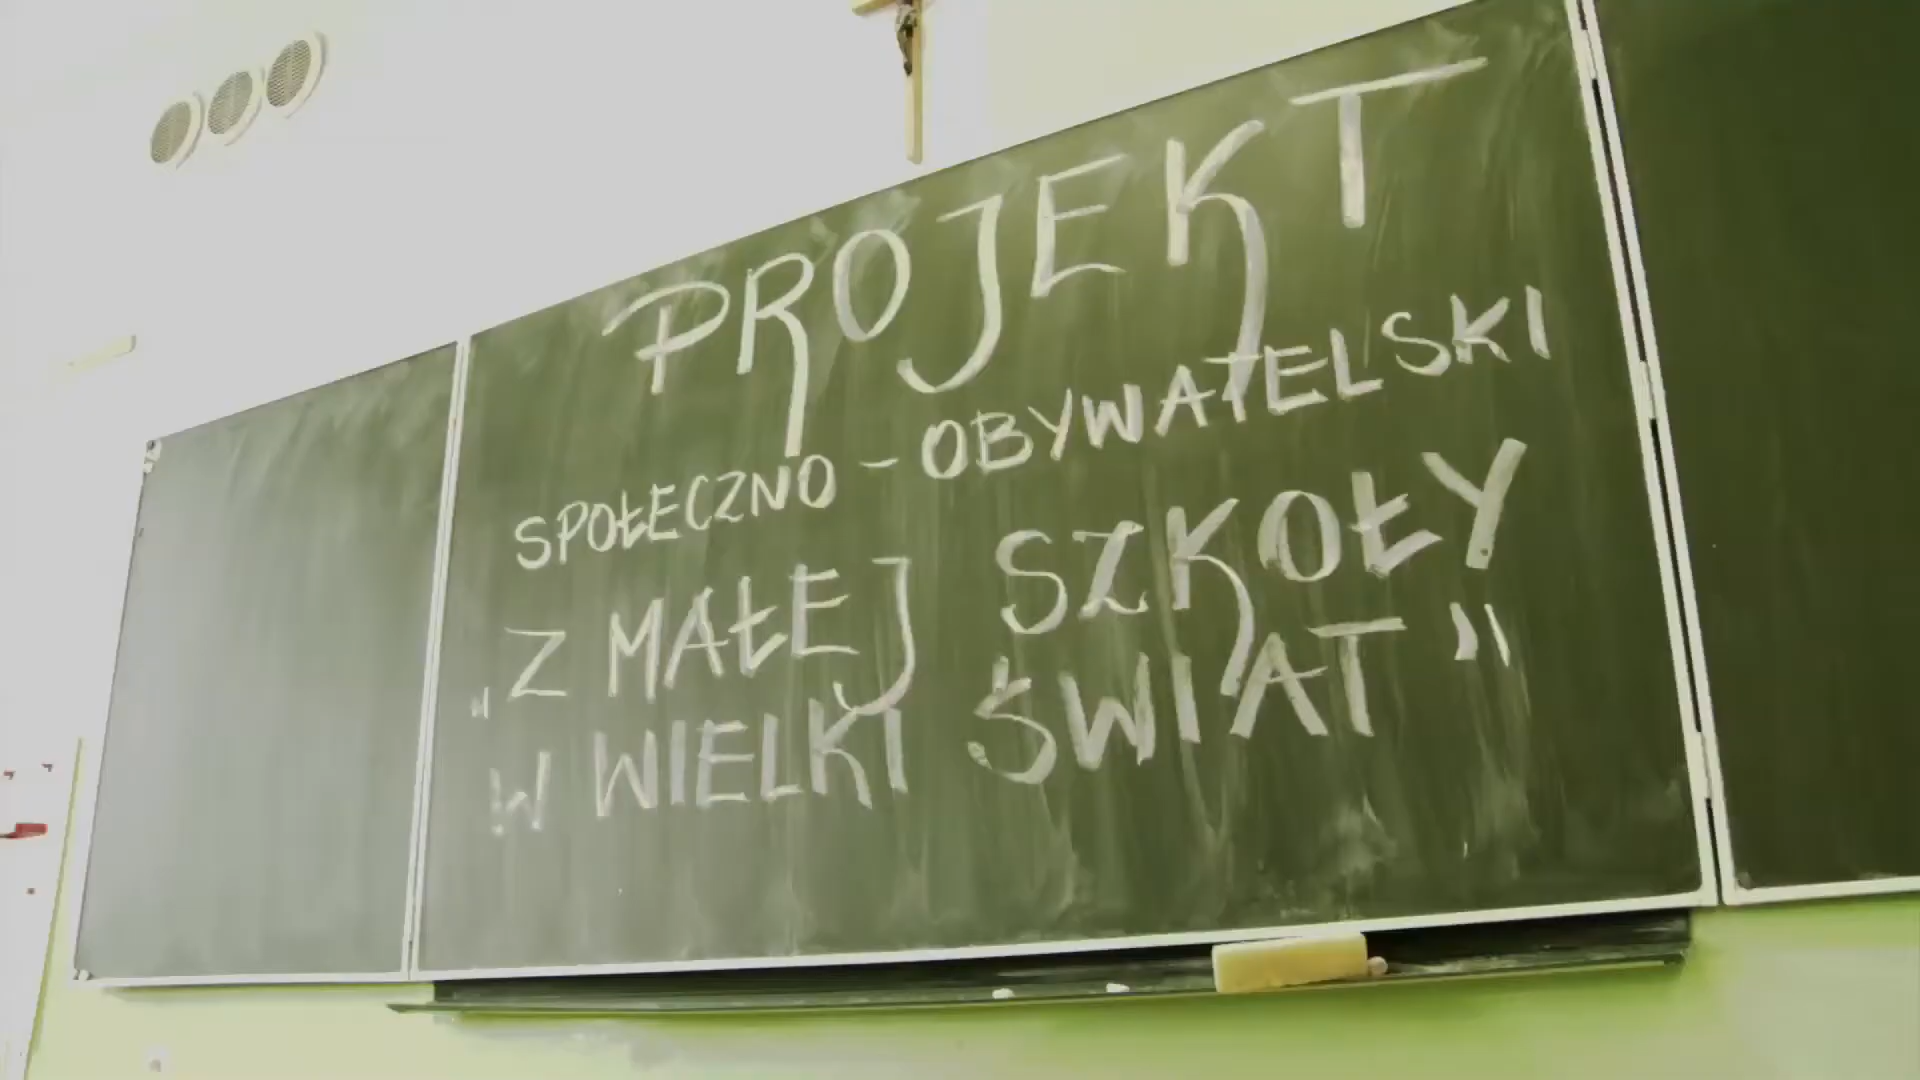 PROJEKT
SPOŁECZNO - OBYWATELSKI
„Z MAŁEJ SZKOŁY
W WIELKI ŚWIAT”